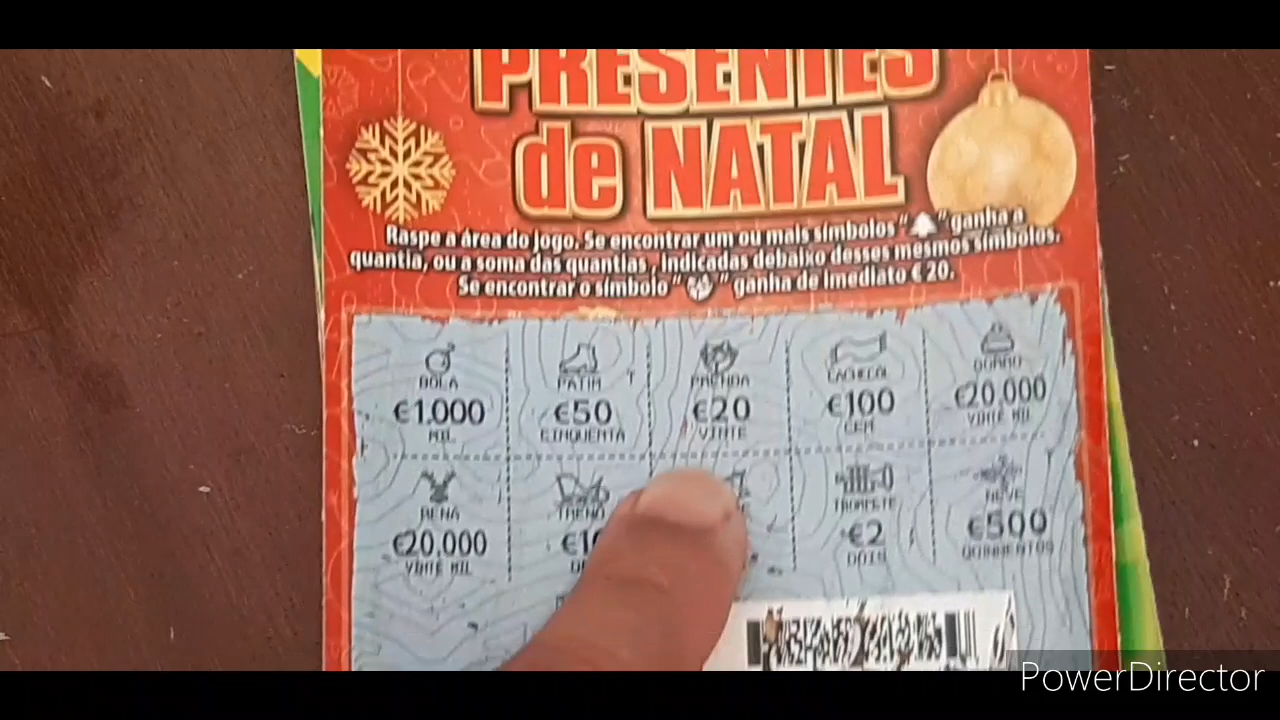 PRESENTES
de NATAL
Raspe a área do jogo. Se encontrar um ou mais símbolos " " ganha a
quantia, ou a soma das quantias, indicadas debaixo desses mesmos símbolos.
Se encontrar o símbolo " " ganha de imediato € 20.
BOLA PATIM PRENDA CACHECOL GORRO
€1.000 €50 €20 €100 €20,000
MIL CINQUENTA VINTE CEM VINTE MIL
RENA TRENÓ TROMPETE NEVE
€20,000 €2 €500
VINTE MIL DOIS QUINHENTOS
PowerDirector